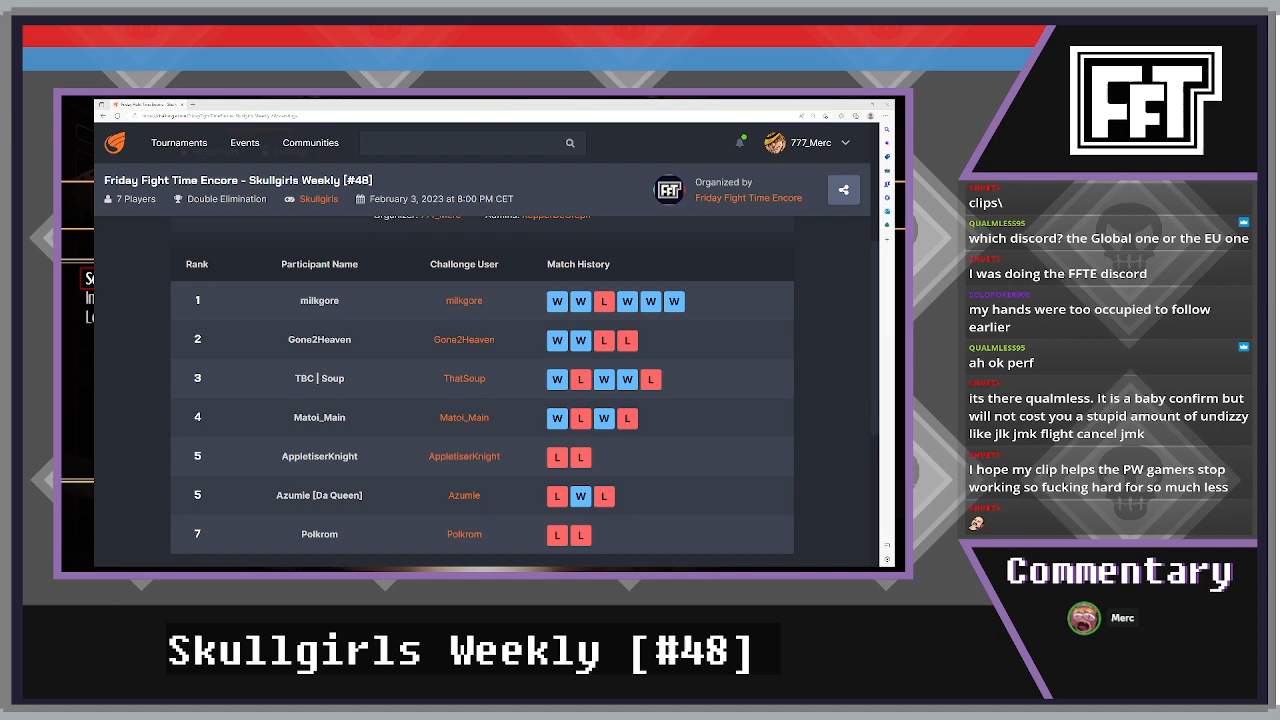 FFT
Tournaments Events Communities 777_Merc
Friday Fight Time Encore - Skullgirls Weekly [#48]
7 Players Double Elimination Skullgirls February 3, 2023 at 6:00 PM CET
Organized by
Friday Fight Time Encore
Rank Participant Name Challonge User Match History
1 milkgore milkgore W W L W W W
2 Gone2Heaven Gone2Heaven W W L L
3 TBC | Soup ThatSoup W L W W L
4 Matoi_Main Matoi_Main W L W L
5 AppletiserKnight AppletiserKnight L L
5 Azumie [Da Queen] Azumie L W L
7 Polkrom Polkrom L L
clips\
QUALMLESS95
which discord? the Global one or the EU one
I was doing the FFTE discord
my hands were too occupied to follow
earlier
QUALMLESS95
ah ok perf
its there qualmless. It is a baby confirm but
will not cost you a stupid amount of undizzy
like jlk jmk flight cancel jmk
I hope my clip helps the PW gamers stop
working so fucking hard for so much less
Commentary
Merc
Skullgirls Weekly [#48]